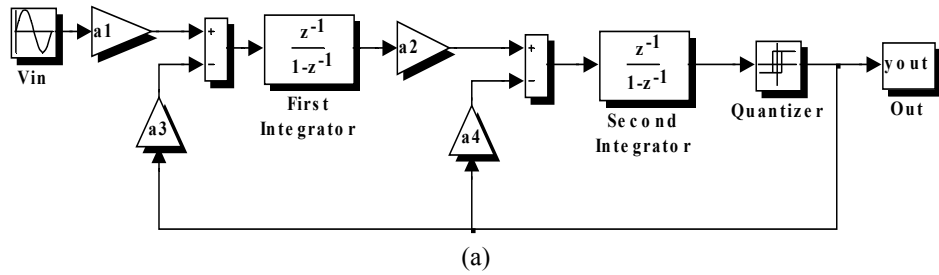 a1
+
−
z-1
1-z-1
a2
+
−
z-1
1-z-1
yout
Vin
First
Integrator
Second
Integrator
Quantizer
Out
a3
a4
(a)